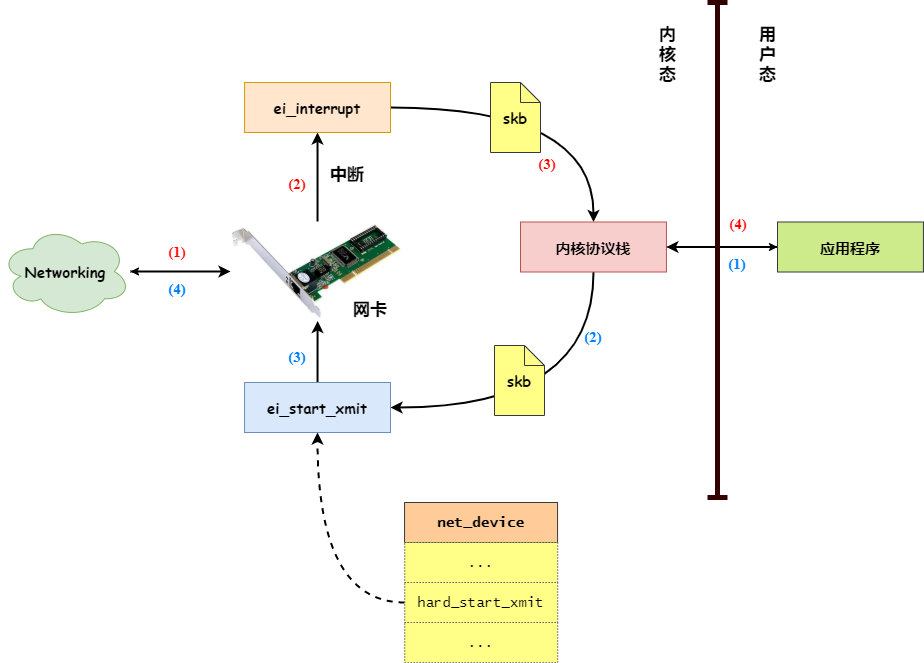 内核态
用户态
ei_interrupt
skb
(3)
(2)
中断
(1)
Networking
(4)
网卡
内核协议栈
(4)
(1)
应用程序
(2)
(3)
skb
ei_start_xmit
net_device
...
hard_start_xmit
...